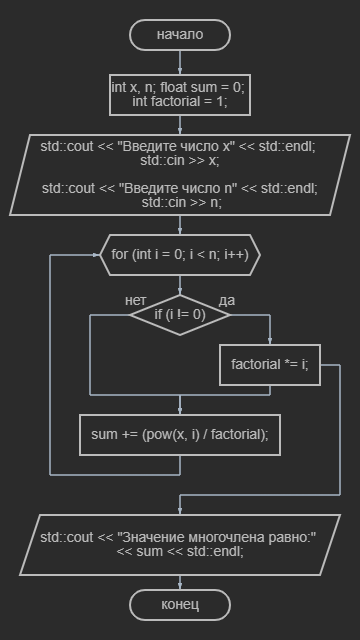 начало
int x, n; float sum = 0;
int factorial = 1;
std::cout << "Введите число x" << std::endl;
std::cin >> x;
std::cout << "Введите число n" << std::endl;
std::cin >> n;
for (int i = 0; i < n; i++)
нет
да
if (i != 0)
factorial *= i;
sum += (pow(x, i) / factorial);
std::cout << "Значение многочлена равно:"
<< sum << std::endl;
конец